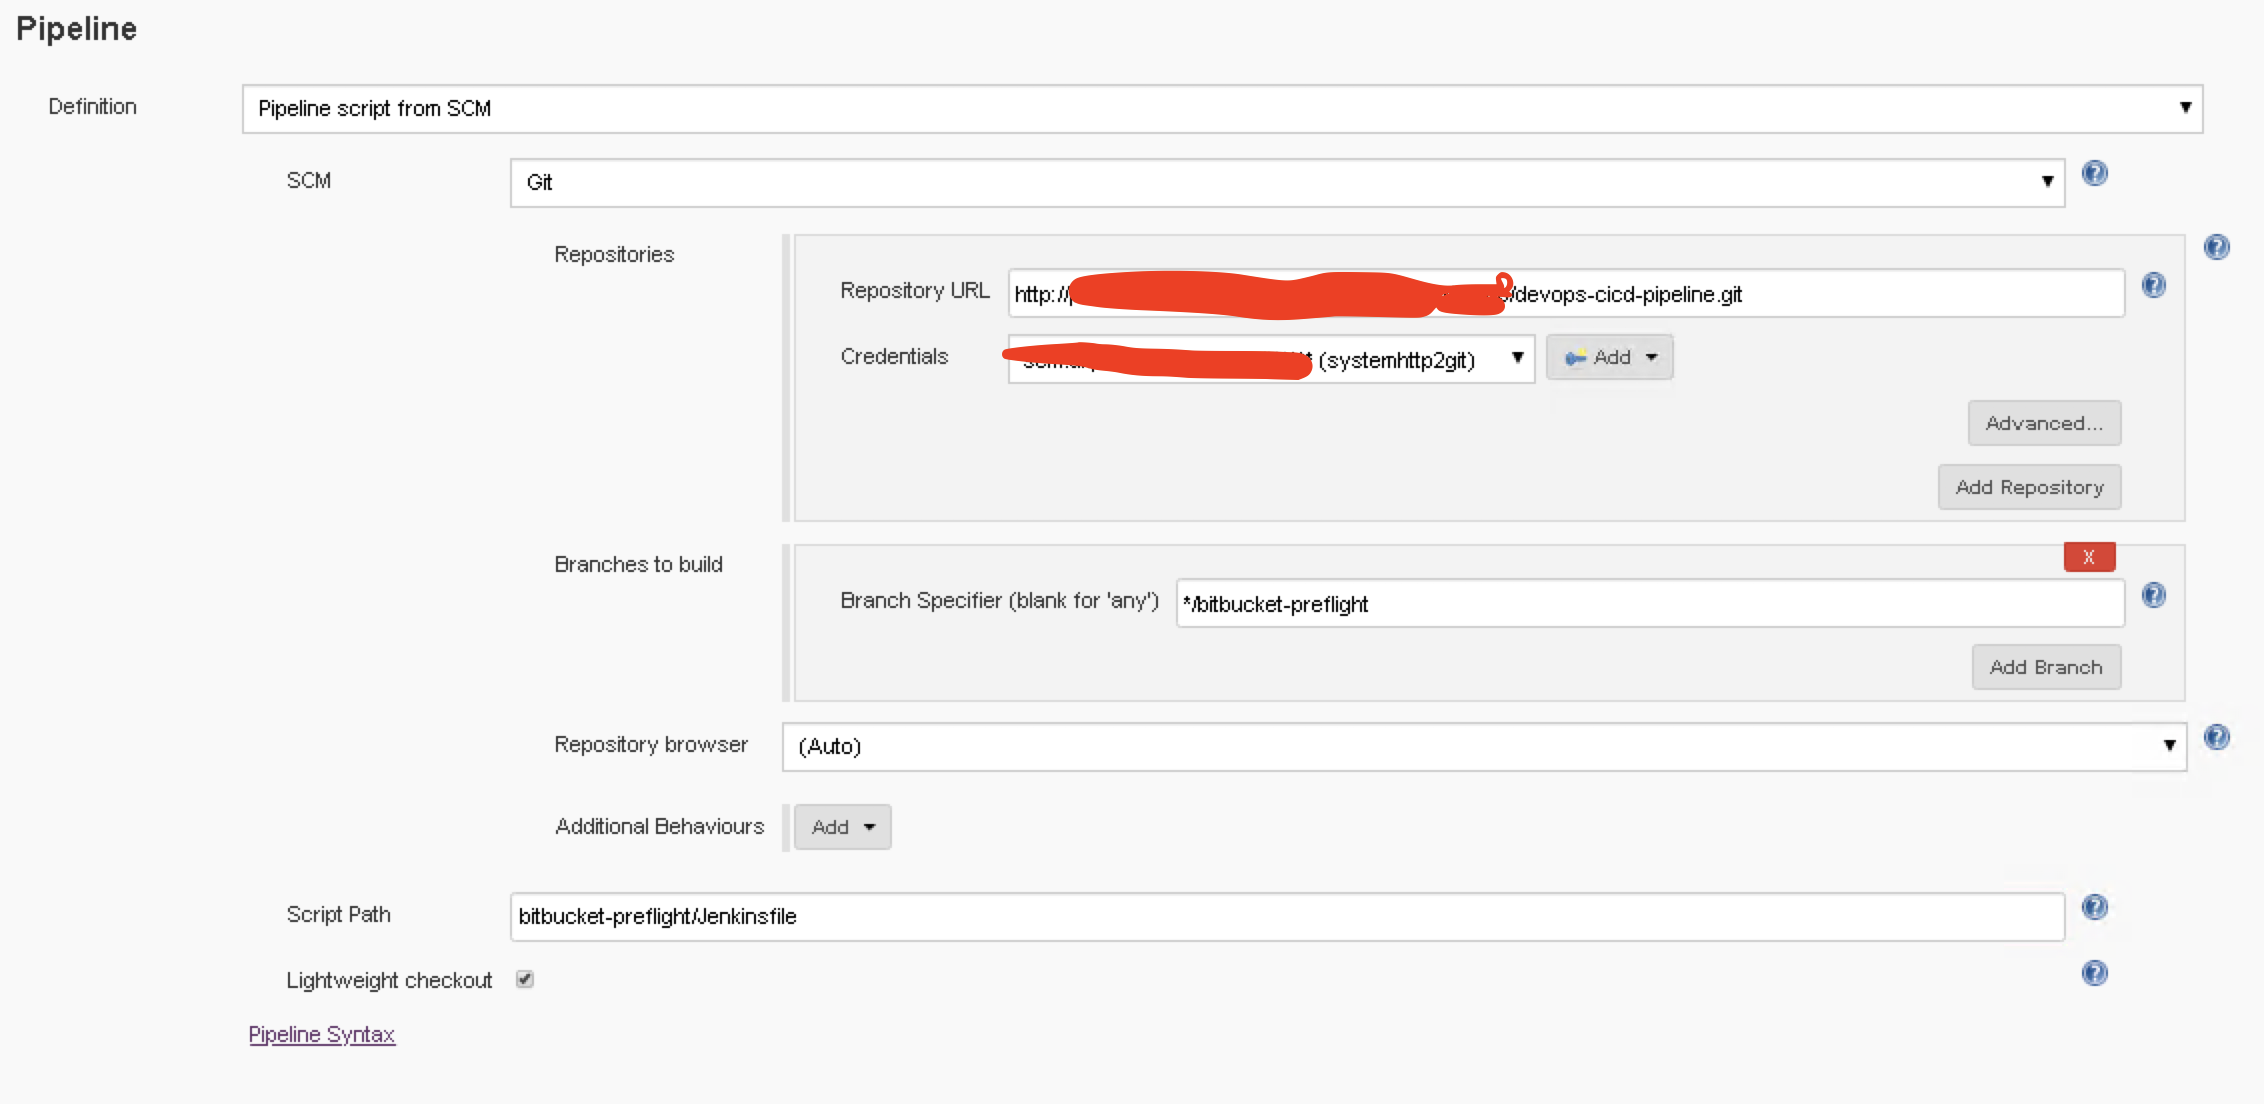 Pipeline
Definition
Pipeline script from SCM
SCM
Git
Repositories
Repository URL
http:// /devops-cicd-pipeline.git
Credentials
(systemhttp2git)
Add
Advanced...
Add Repository
Branches to build
X
Branch Specifier (blank for 'any')
*/bitbucket-preflight
Add Branch
Repository browser
(Auto)
Additional Behaviours
Add
Script Path
bitbucket-preflight/Jenkinsfile
Lightweight checkout
Pipeline Syntax